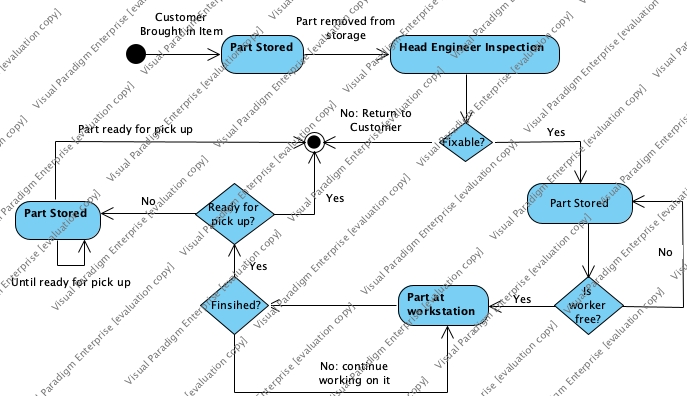 Customer
Brought in Item
Part Stored
Part removed from
storage
Head Engineer Inspection
Part ready for pick up
No: Return to
Customer
Fixable?
Yes
Part Stored
No
Ready for
pick up?
Yes
Part Stored
Until ready for pick up
Yes
No
Finsihed?
Part at
workstation
Yes
Is
worker
free?
No: continue
working on it
Visual Paradigm Enterprise [evaluation copy]